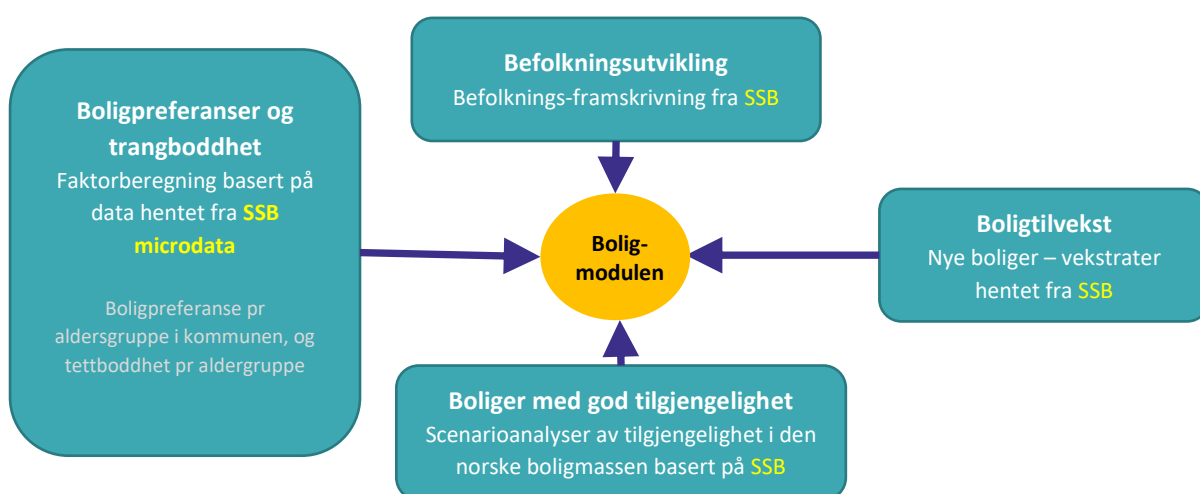 Boligpreferanser og
trangboddhet
Faktorberegning basert på
data hentet fra SSB
microdata
Boligpreferanse pr
aldersgruppe i kommunen, og
tettboddhet pr aldergruppe
Befolkningsutvikling
Befolknings-framskrivning fra SSB
Bolig-
modulen
Boligtilvekst
Nye boliger – vekstrater
hentet fra SSB
Boliger med god tilgjengelighet
Scenarioanalyser av tilgjengelighet i den
norske boligmassen basert på SSB